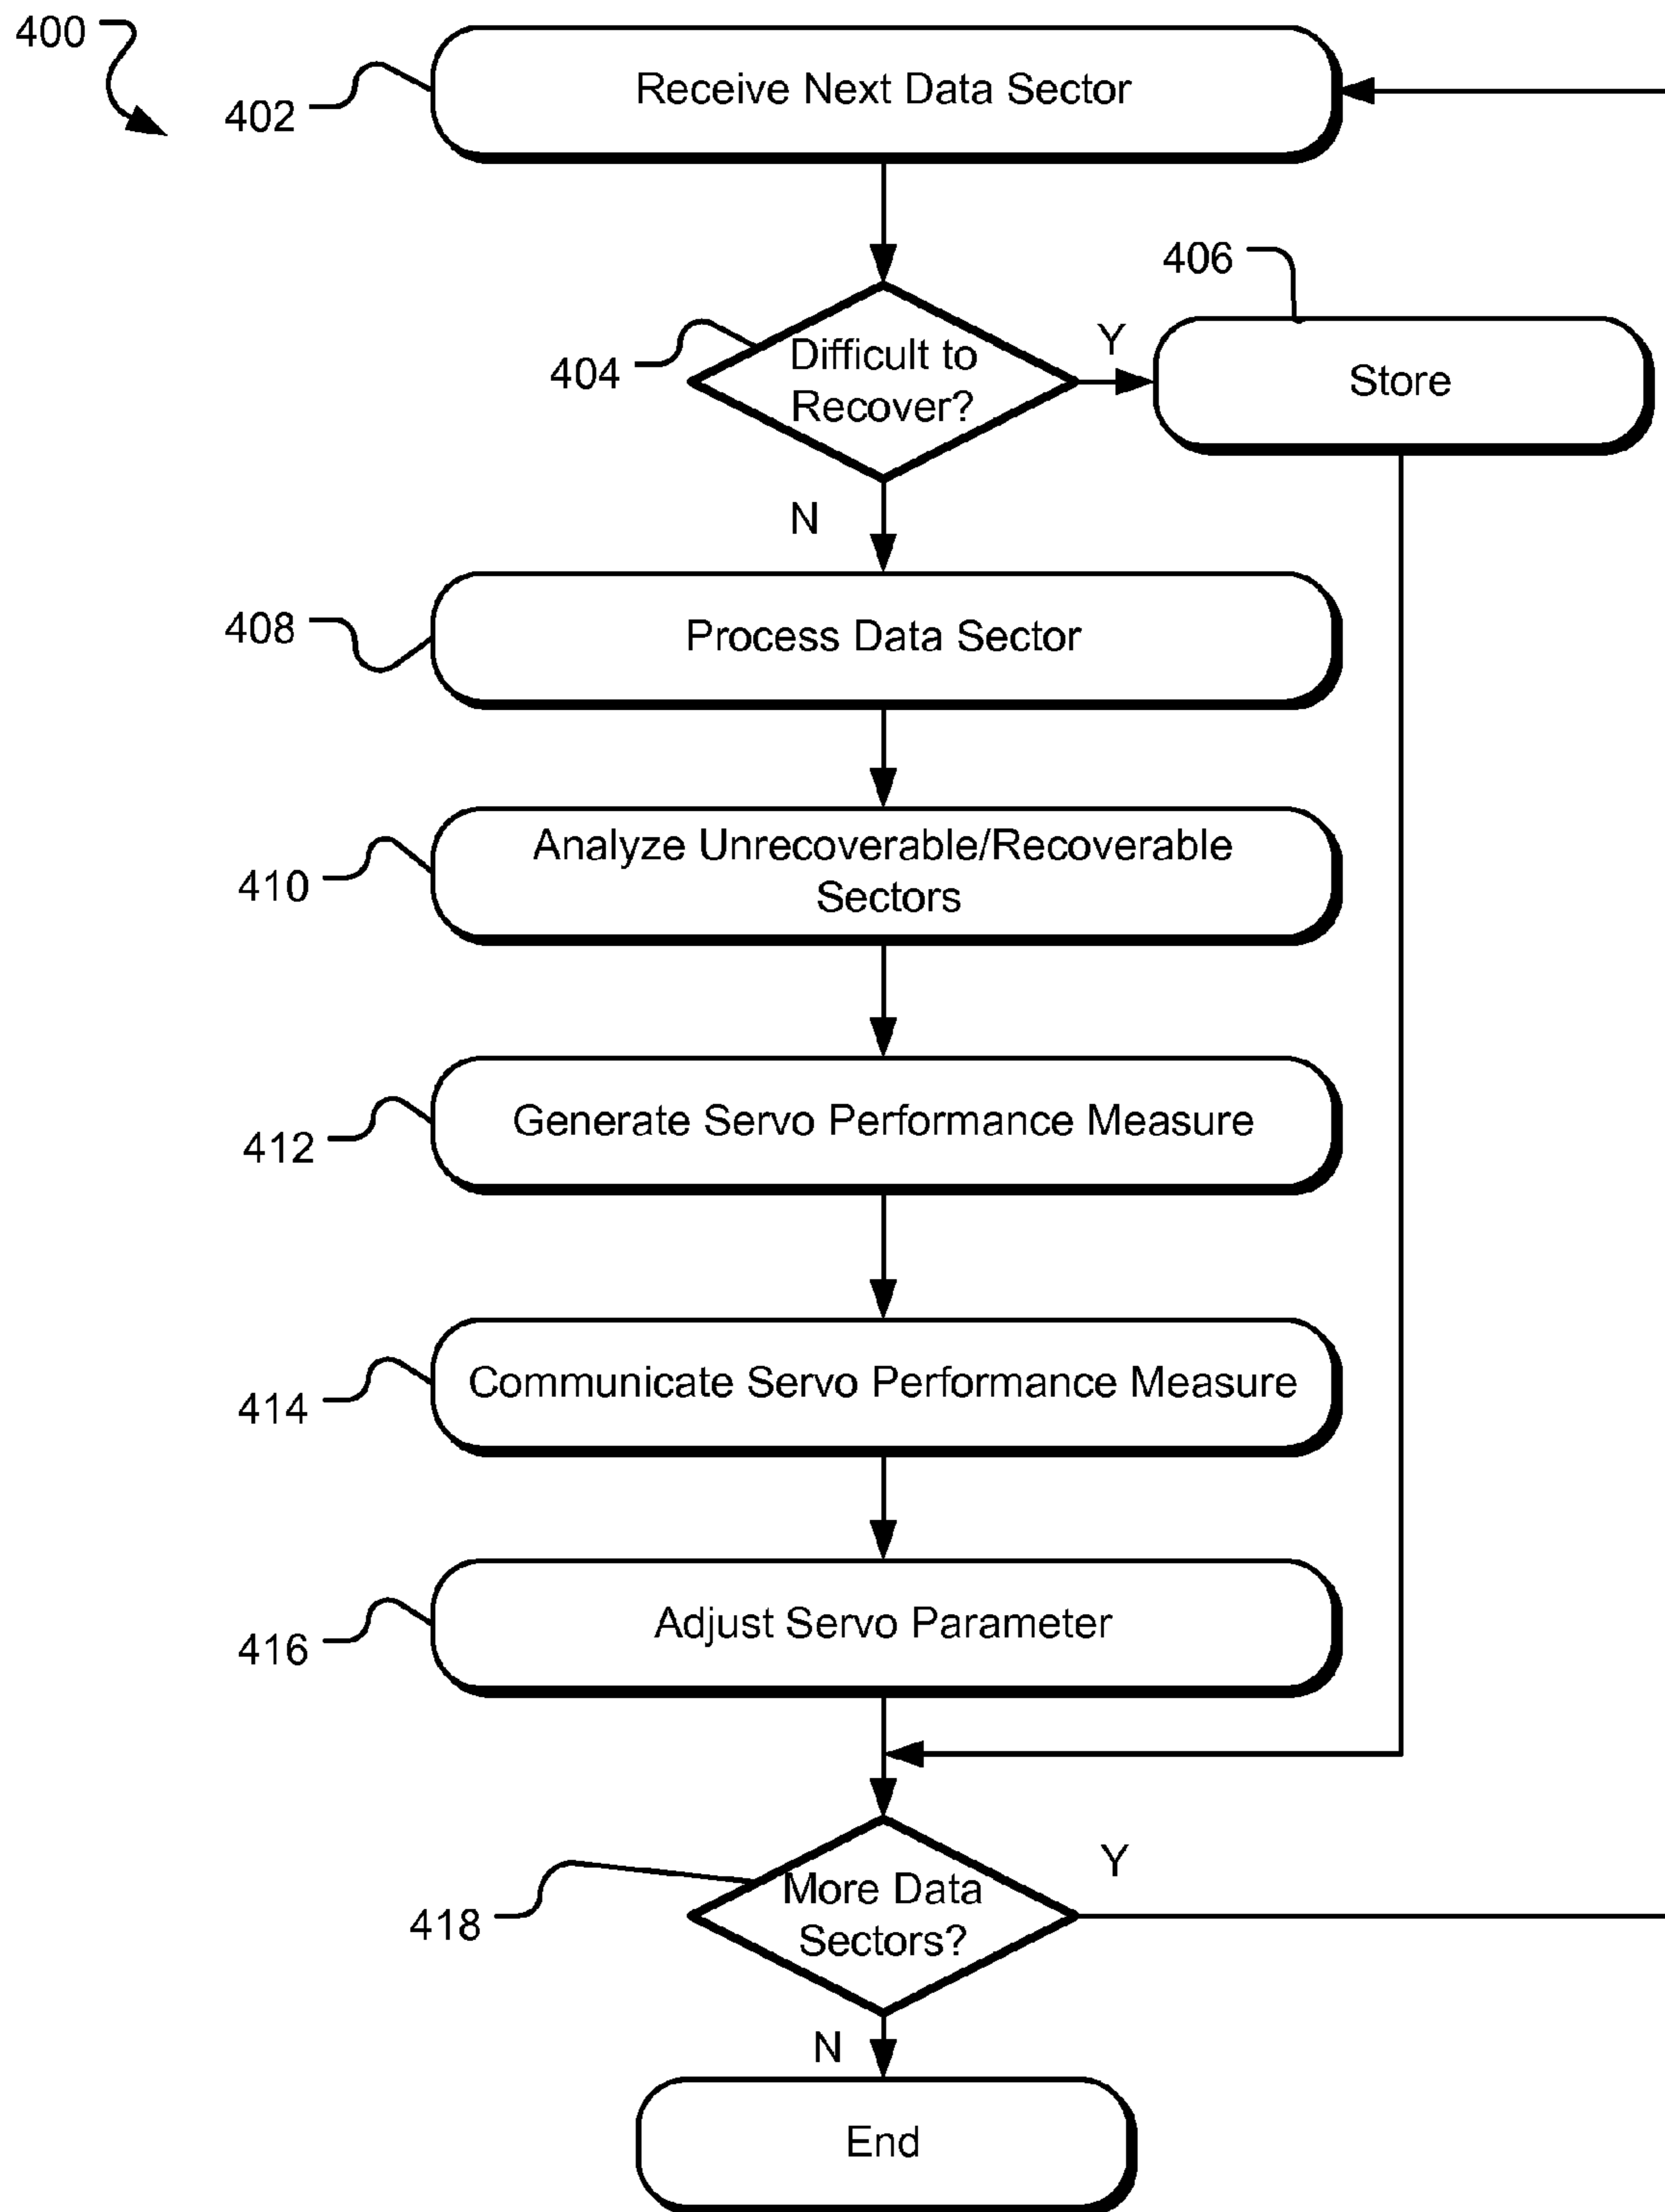 400
402
Receive Next Data Sector
406
404
Difficult to
Recover?
Y
Store
N
408
Process Data Sector
410
Analyze Unrecoverable/Recoverable
Sectors
412
Generate Servo Performance Measure
414
Communicate Servo Performance Measure
416
Adjust Servo Parameter
418
More Data
Sectors?
Y
N
End